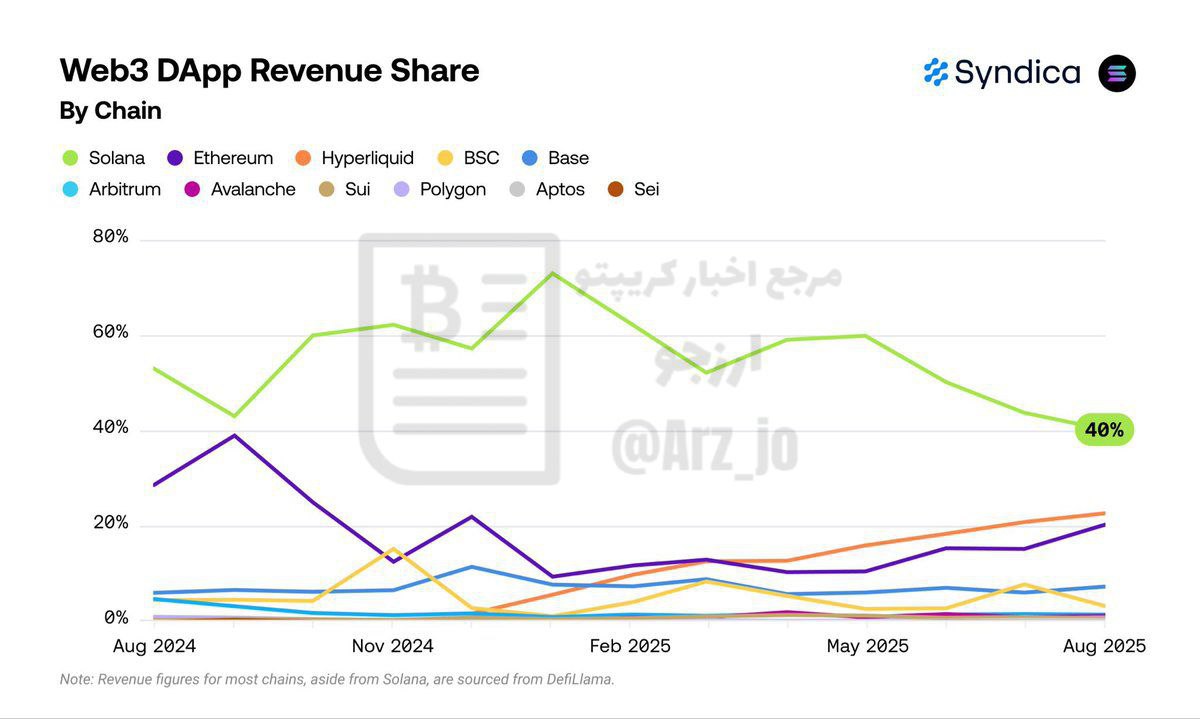 Web3 DApp Revenue Share
By Chain
Syndica
Solana Ethereum Hyperliquid BSC Base
Arbitrum Avalanche Sui Polygon Aptos Sei
80%
60%
40%
20%
0%
مرجع اخبار کریپتو
ارزجو
@Arz_jo
40%
Aug 2024 Nov 2024 Feb 2025 May 2025 Aug 2025
Note: Revenue figures for most chains, aside from Solana, are sourced from DefiLlama.